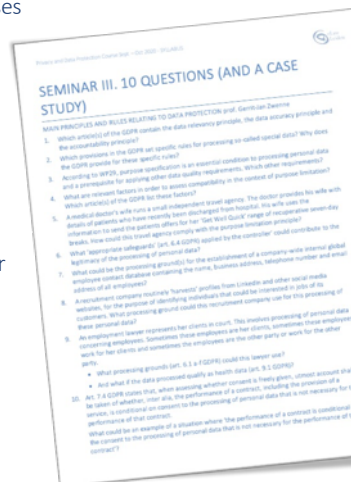 ses
or
Privacy and Data Protection Course Sept – Oct 2020 - SYLLABUS
SEMINAR III. 10 QUESTIONS (AND A CASE
STUDY)
MAIN PRINCIPLES AND RULES RELATING TO DATA PROTECTION prof. Gerrit-Jan Zwenne
1. Which article(s) of the GDPR contain the data relevancy principle, the data accuracy principle and
the accountability principle?
2. Which provisions in the GDPR set specific rules for processing so-called special data? Why does
the GDPR provide for these specific rules?
3. According to WP29, purpose specification is an essential condition to processing personal data
and a prerequisite for applying other data quality requirements. Which other requirements?
4. What are relevant factors in order to assess compatibility in the context of purpose limitation?
Which article(s) of the GDPR list these factors?
5. A medical doctor's wife runs a small independent travel agency. The doctor provides his wife with
details of patients who have recently been discharged from hospital. His wife uses the
information to send the patients offers for her 'Get Well Quick' range of recuperative seven-day
breaks. How could this travel agency comply with the purpose limitation principle?
6. What 'appropriate safeguards' (art. 6.4 GDPR) applied by the controller' could contribute to the
legitimacy of the processing of personal data?
7. What could be the processing ground(s) for the establishment of a company-wide internal global
employee contact database containing the name, business address, telephone number and email
address of all employees?
8. A recruitment company routinely 'harvests' profiles from LinkedIn and other social media
websites, for the purpose of identifying individuals that could be interested in jobs of its
customers. What processing ground could this recruitment company use for this processing of
these personal data?
9. An employment lawyer represents her clients in court. This involves processing of personal data
concerning employees. Sometimes these employees are her clients, sometimes these employees
work for her clients and sometimes the employees are the other party or work for the other
party.
• What processing grounds (art. 6.1 a-f GDPR) could this lawyer use?
• And what if the data processed qualify as health data (art. 9.1 GDPR)?
10. Art. 7.4 GDPR states that, when assessing whether consent is freely given, utmost account shal
be taken of whether, inter alia, the performance of a contract, including the provision of a
service, is conditional on consent to the processing of personal data that is not necessary for t
performance of that contract.
What could be an example of a situation where 'the performance of a contract is conditional
the consent to the processing of personal data that is not necessary for the performance of t
contract'?